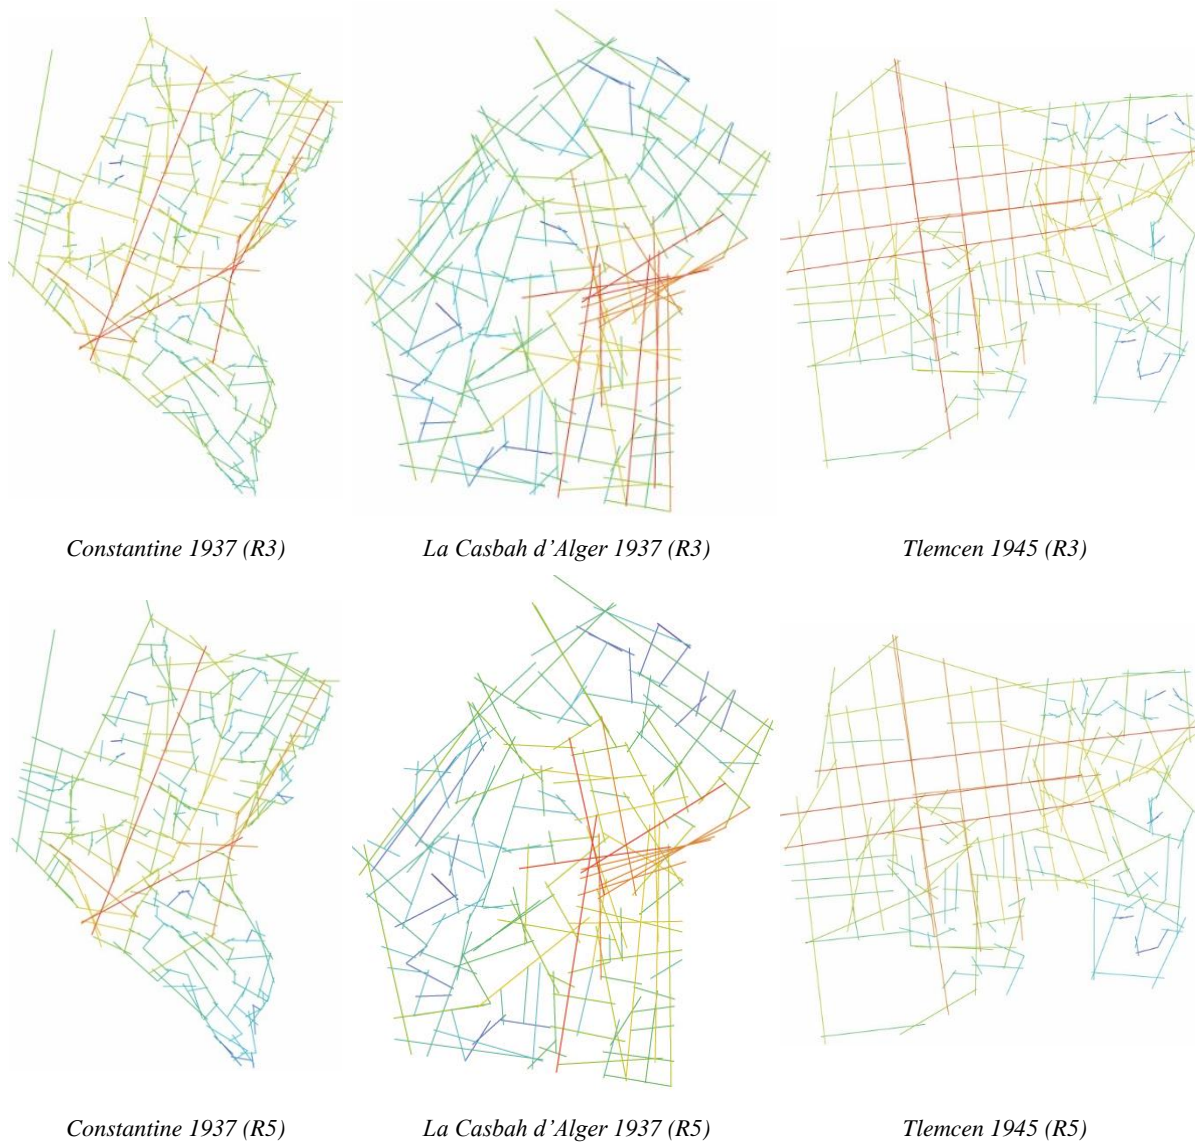 Constantine 1937 (R3)
La Casbah d’Alger 1937 (R3)
Tlemcen 1945 (R3)
Constantine 1937 (R5)
La Casbah d’Alger 1937 (R5)
Tlemcen 1945 (R5)